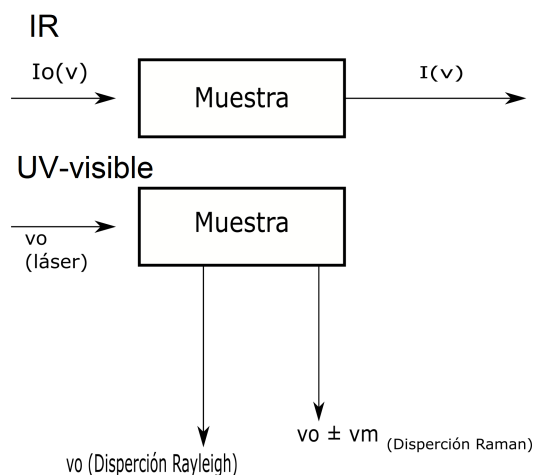 IR
Io(v)
Muestra
I(v)
UV-visible
Muestra
vo
(láser)
vo ± vm (Disperción Raman)
vo (Disperción Rayleigh)